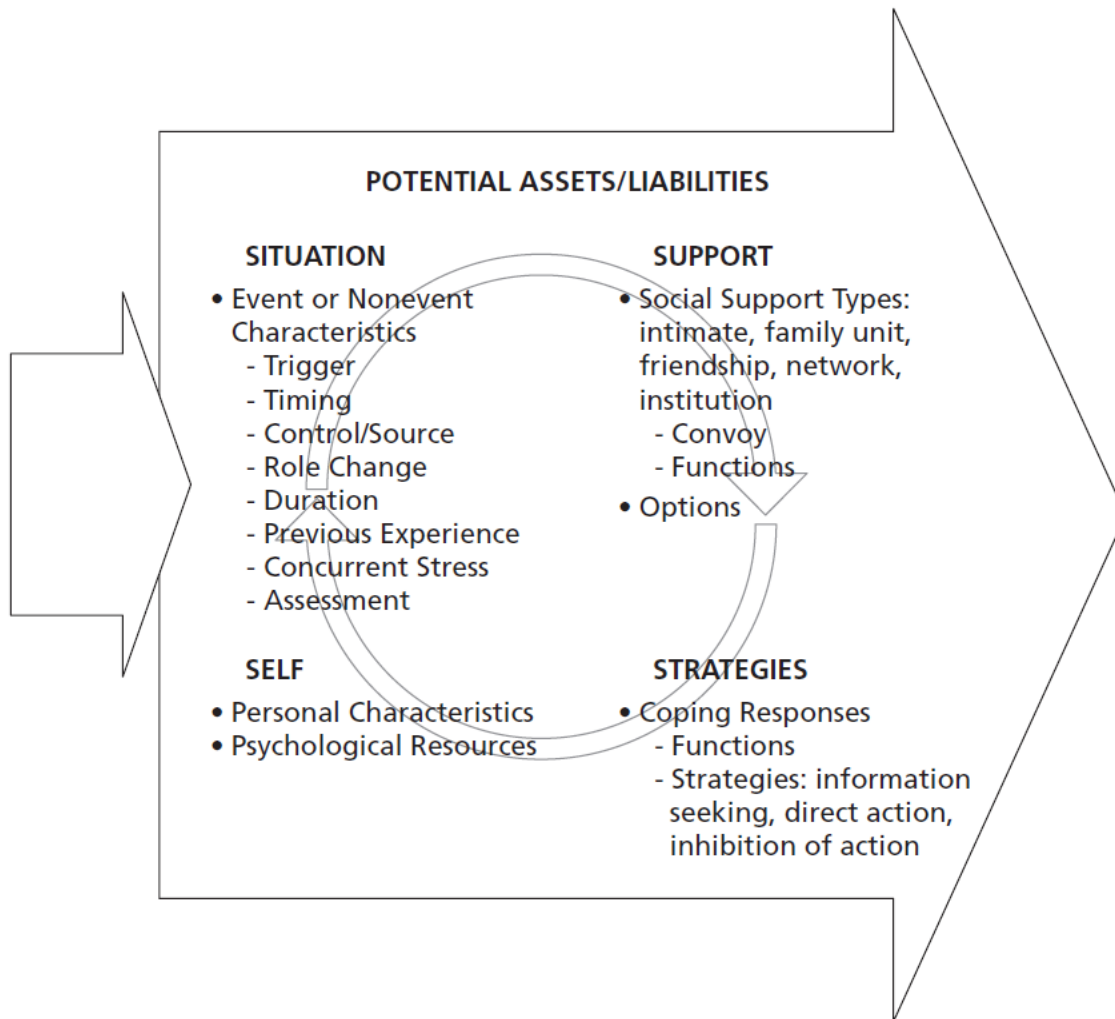 POTENTIAL ASSETS/LIABILITIES
SITUATION
• Event or Nonevent
Characteristics
- Trigger
- Timing
- Control/Source
- Role Change
- Duration
- Previous Experience
- Concurrent Stress
- Assessment
SUPPORT
• Social Support Types:
intimate, family unit,
friendship, network,
institution
- Convoy
- Functions
• Options
SELF
• Personal Characteristics
• Psychological Resources
STRATEGIES
• Coping Responses
- Functions
- Strategies: information
seeking, direct action,
inhibition of action